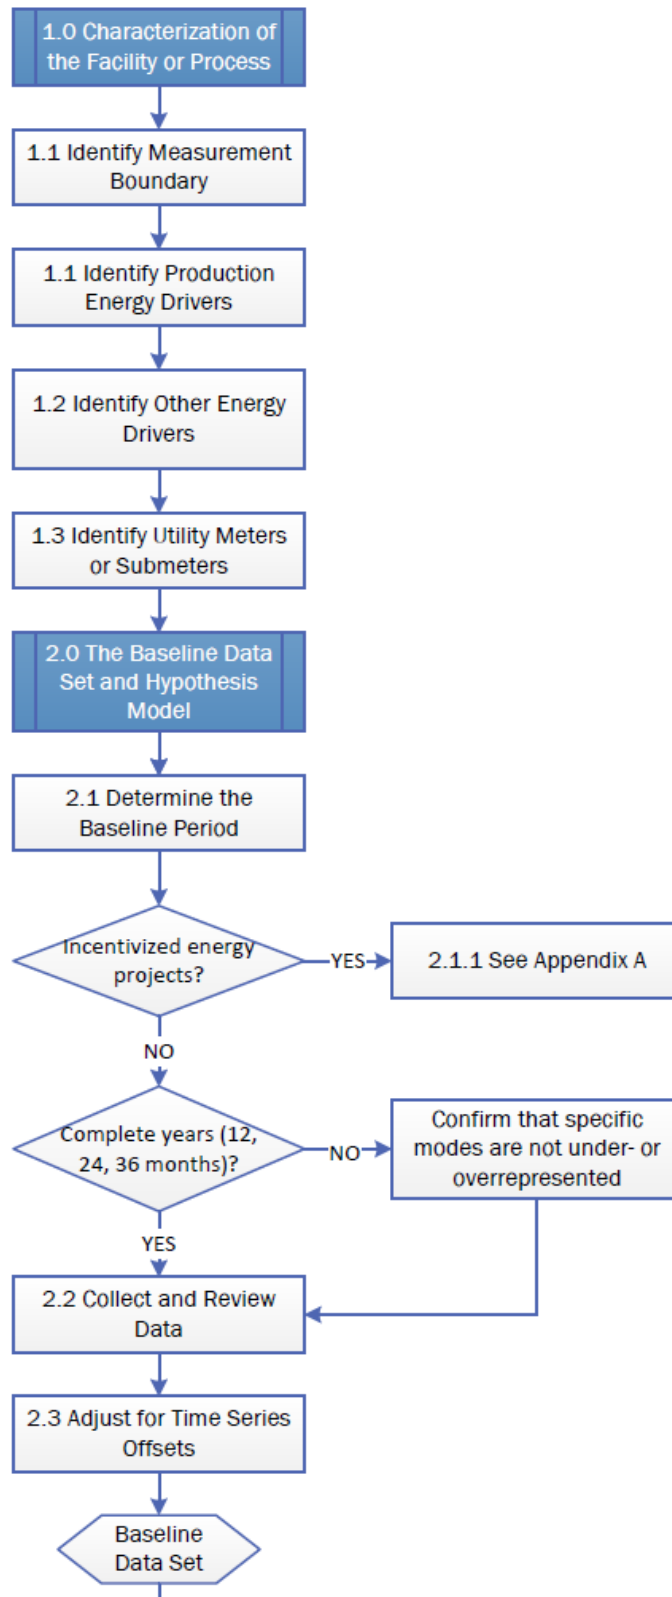 1.0 Characterization of
the Facility or Process
1.1 Identify Measurement
Boundary
1.1 Identify Production
Energy Drivers
1.2 Identify Other Energy
Drivers
1.3 Identify Utility Meters
or Submeters
2.0 The Baseline Data
Set and Hypothesis
Model
2.1 Determine the
Baseline Period
Incentivized energy
projects?
YES
2.1.1 See Appendix A
NO
Complete years (12,
24, 36 months)?
NO
Confirm that specific
modes are not under- or
overrepresented
YES
2.2 Collect and Review
Data
2.3 Adjust for Time Series
Offsets
Baseline
Data Set